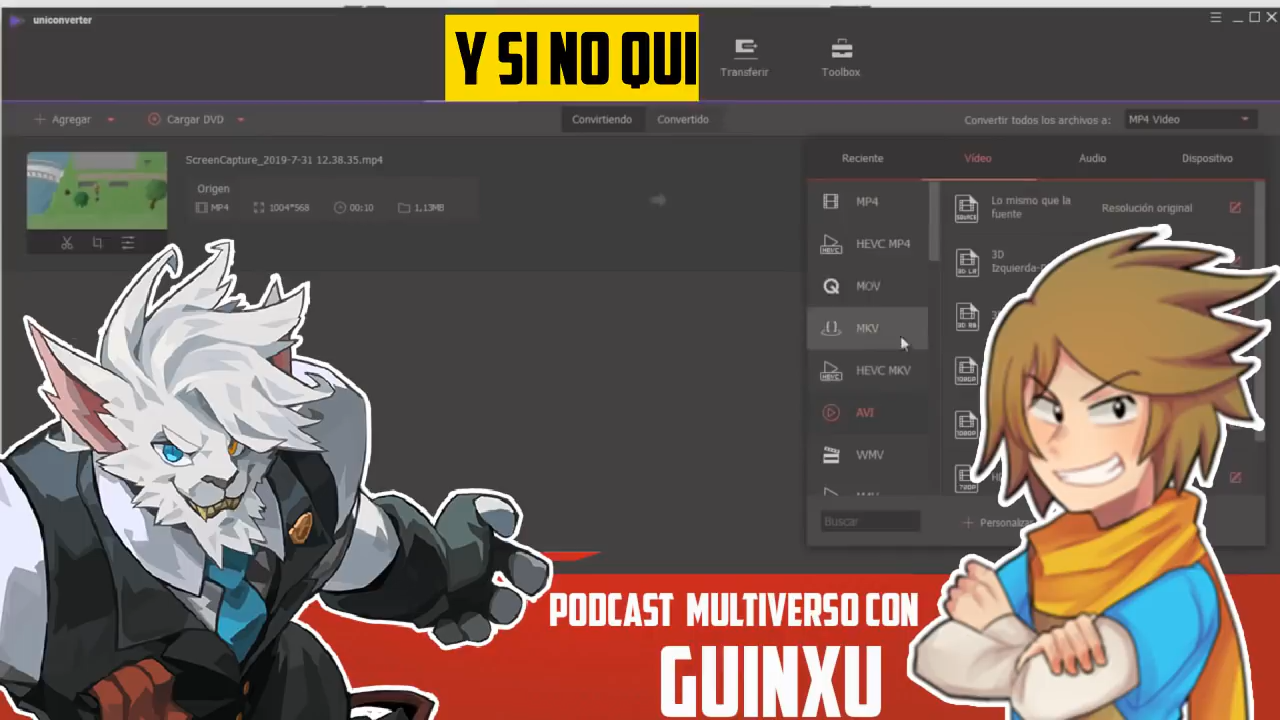 uniconverter
Y SI NO QUI
Transferir
Toolbox
Agregar
Cargar DVD
Convirtiendo
Convertido
Convertir todos los archivos a:
MP4 Video
ScreenCapture_2019-7-31 12.38.35.mp4
Origen
MP4
1004*568
00:10
1,13MB
Reciente
Vídeo
Audio
Dispositivo
MP4
HEVC MP4
MOV
MKV
HEVC MKV
AVI
WMV
Lo mismo que la
fuente
Resolución original
3D
Buscar
PODCAST MULTIVERSO CON
GUINXU